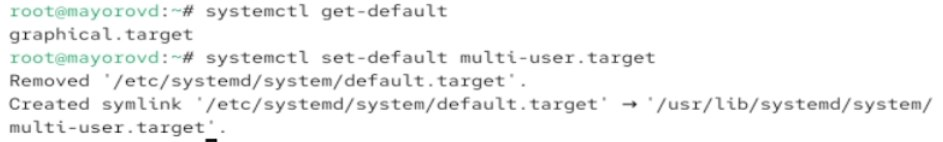 root@mayorovd:~# systemctl get-default
graphical.target
root@mayorovd:~# systemctl set-default multi-user.target
Removed '/etc/systemd/system/default.target'.
Created symlink '/etc/systemd/system/default.target' → '/usr/lib/systemd/system/
multi-user.target'.